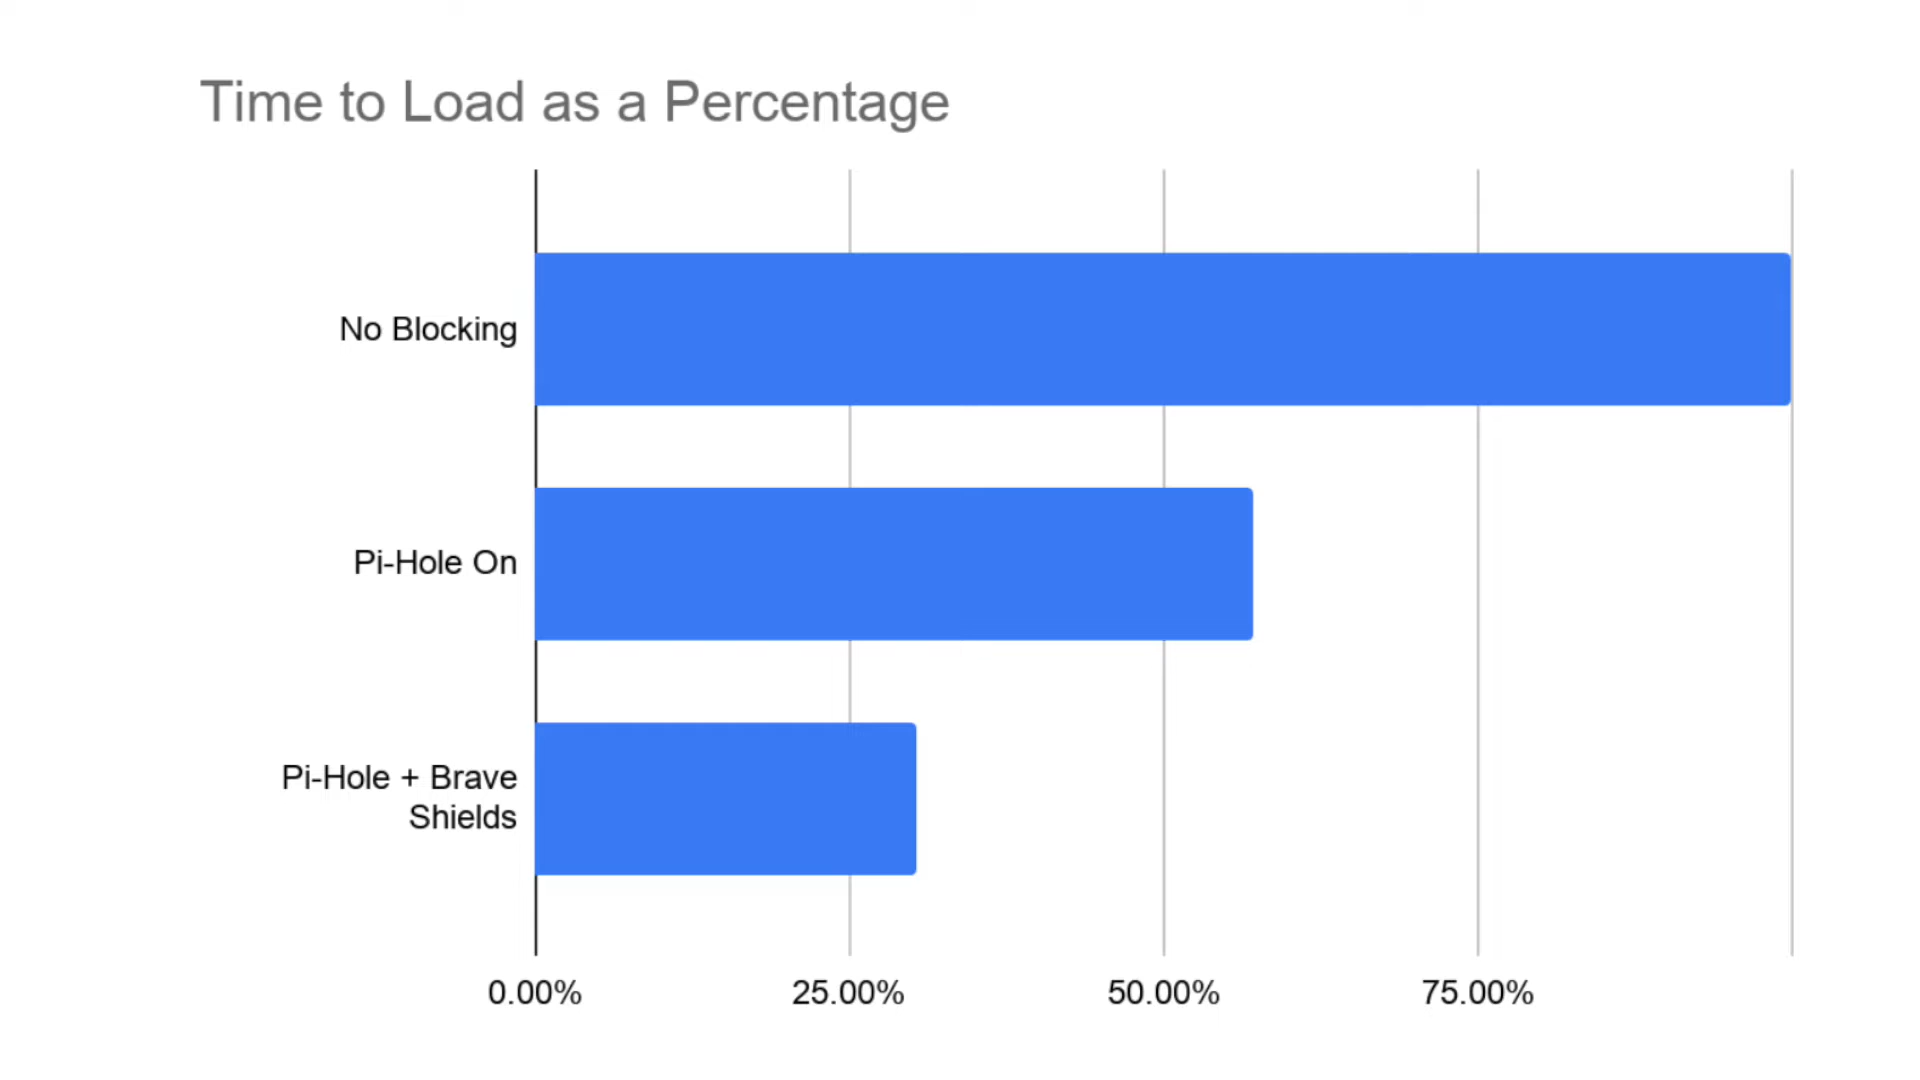 Time to Load as a Percentage
No Blocking
Pi-Hole On
Pi-Hole + Brave
Shields
0.00%
25.00%
50.00%
75.00%